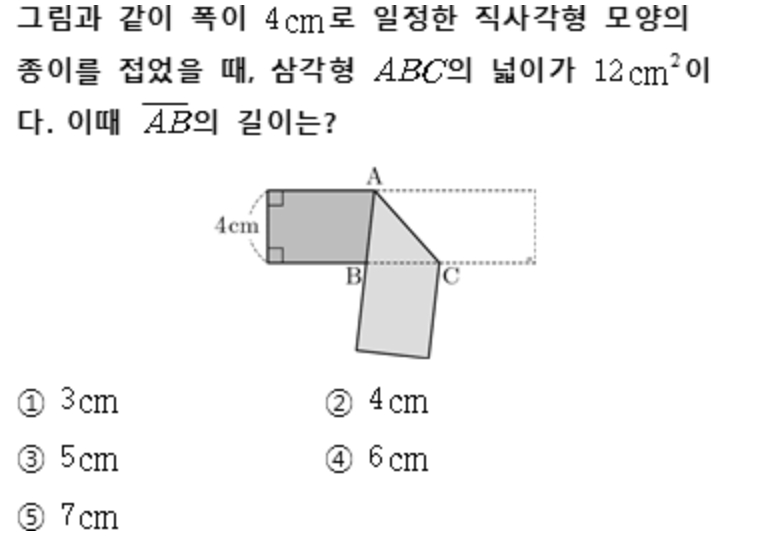 그림과 같이 폭이 4cm로 일정한 직사각형 모양의
종이를 접었을 때, 삼각형 ABC의 넓이가 12cm²이
다. 이때 A̅B̅의 길이는?
A
4cm
B
C
① 3cm
② 4cm
③ 5cm
④ 6cm
⑤ 7cm